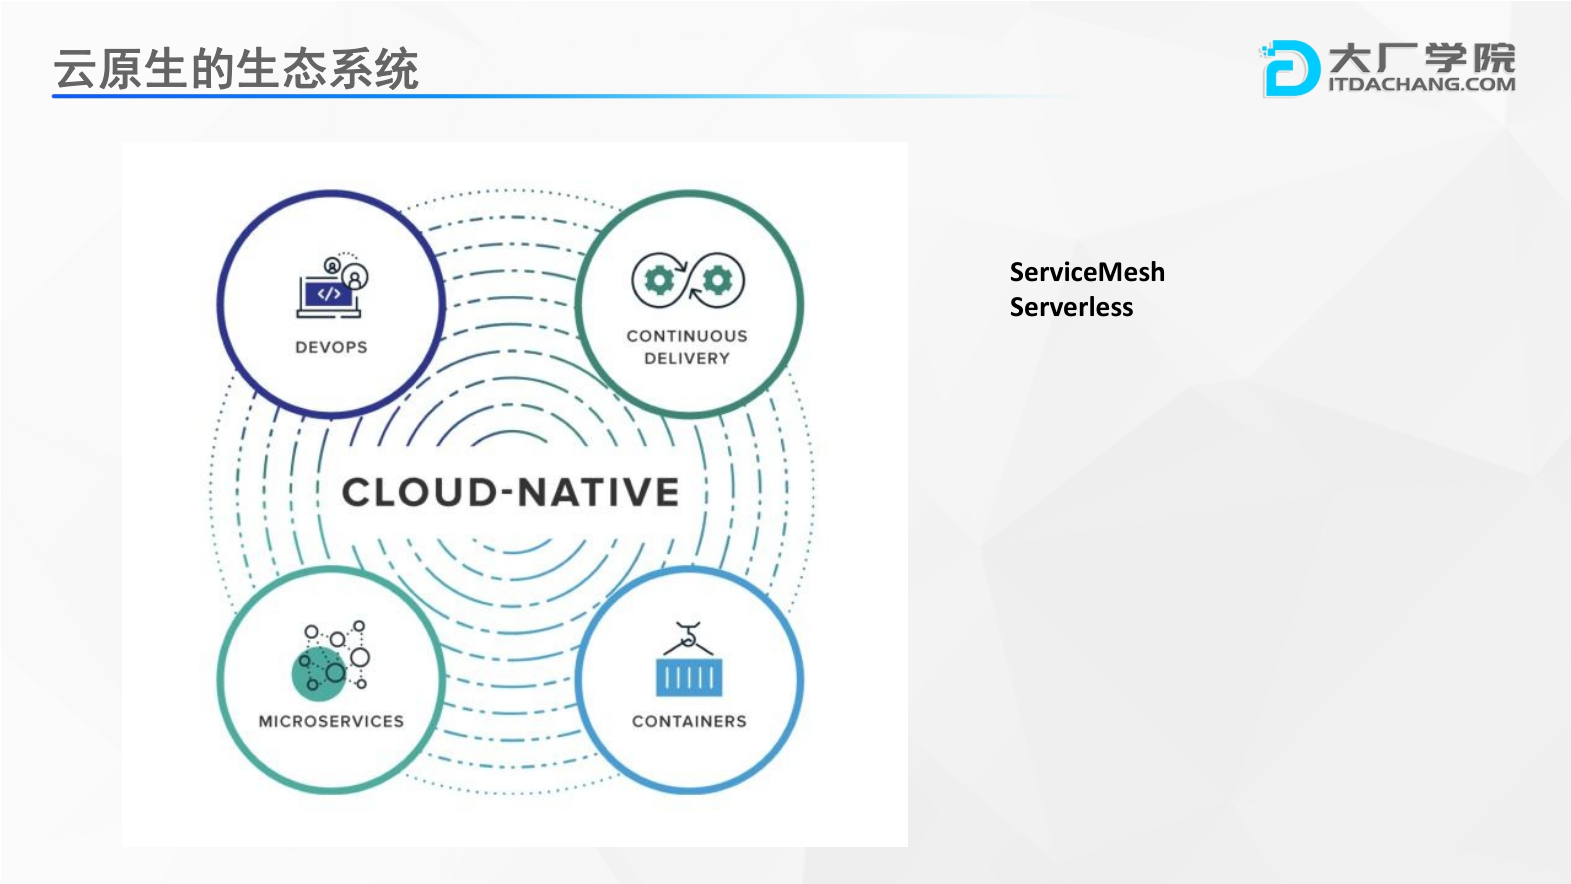 云原生的生态系统
大厂学院
ITDACHANG.COM
</>
DEVOPS
CONTINUOUS
DELIVERY
ServiceMesh
Serverless
CLOUD-NATIVE
MICROSERVICES
CONTAINERS